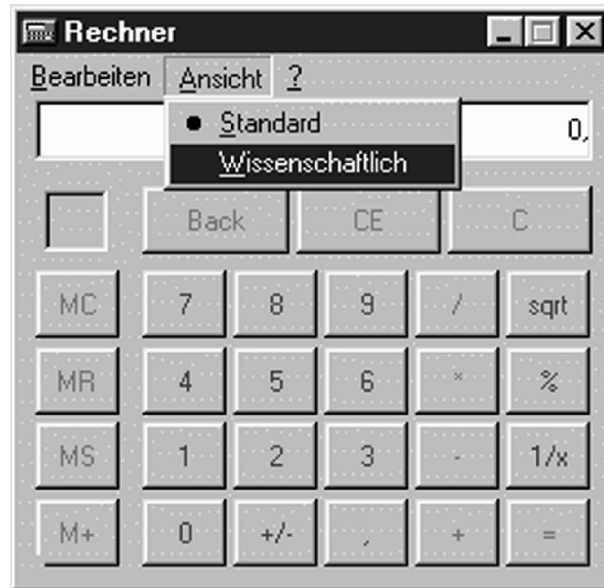 Rechner
Bearbeiten Ansicht ?
Standard
0,
Wissenschaftlich
Back CE C
MC 7 8 9 / sqrt
MR 4 5 6 * %
MS 1 2 3 - 1/x
M+ 0 +/- , + =